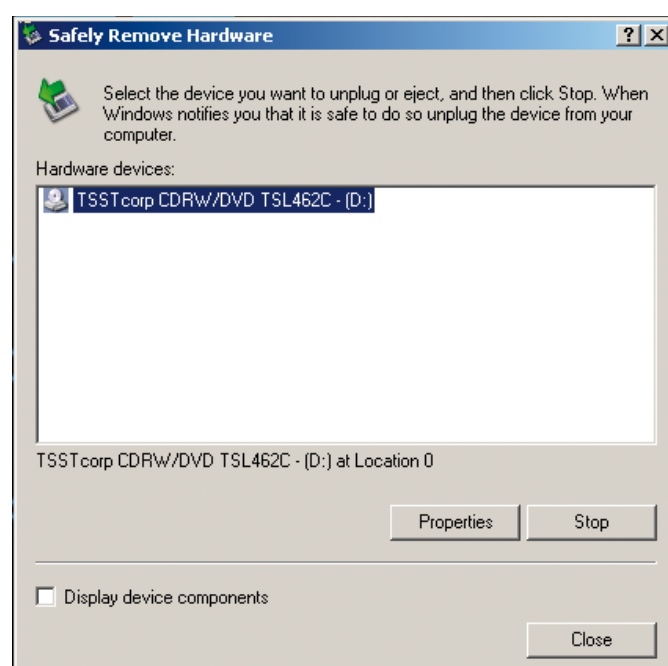 Safely Remove Hardware
Select the device you want to unplug or eject, and then click Stop. When
Windows notifies you that it is safe to do so unplug the device from your
computer.
Hardware devices:
TSSTcorp CDRW/DVD TSL462C - (D:)
TSSTcorp CDRW/DVD TSL462C - (D:) at Location 0
Properties Stop
Display device components
Close